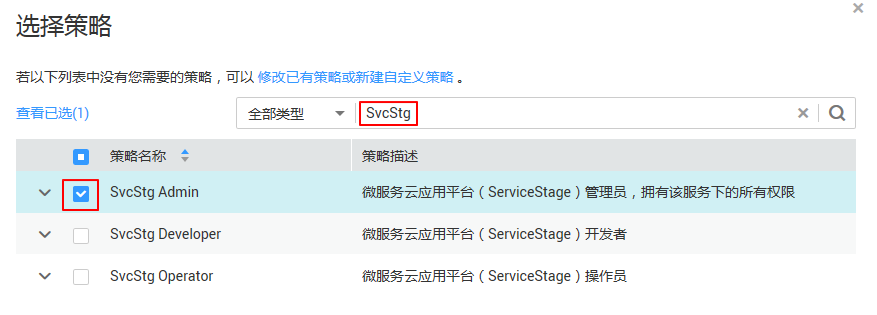 选择策略
若以下列表中没有您需要的策略，可以 修改已有策略或新建自定义策略 。
查看已选(1) 全部类型 SvcStg
策略名称 策略描述
SvcStg Admin 微服务云应用平台（ServiceStage）管理员，拥有该服务下的所有权限
SvcStg Developer 微服务云应用平台（ServiceStage）开发者
SvcStg Operator 微服务云应用平台（ServiceStage）操作员